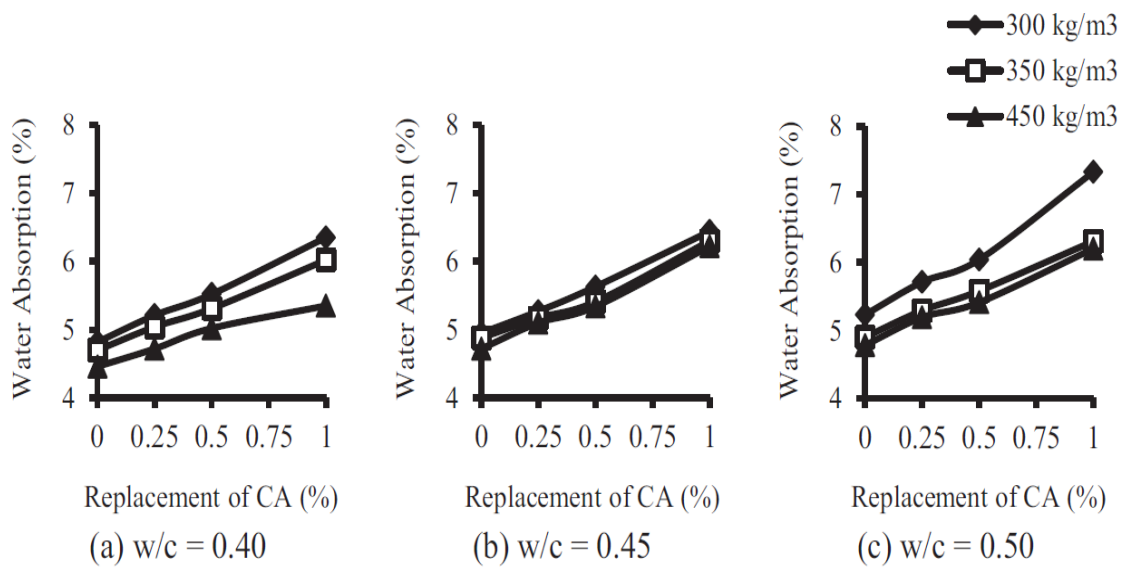 300 kg/m3
350 kg/m3
450 kg/m3
Water Absorption (%)
8
7
6
5
4
0 0.25 0.5 0.75 1
Replacement of CA (%)
(a) w/c = 0.40
Water Absorption (%)
8
7
6
5
4
0 0.25 0.5 0.75 1
Replacement of CA (%)
(b) w/c = 0.45
Water Absorption (%)
8
7
6
5
4
0 0.25 0.5 0.75 1
Replacement of CA (%)
(c) w/c = 0.50